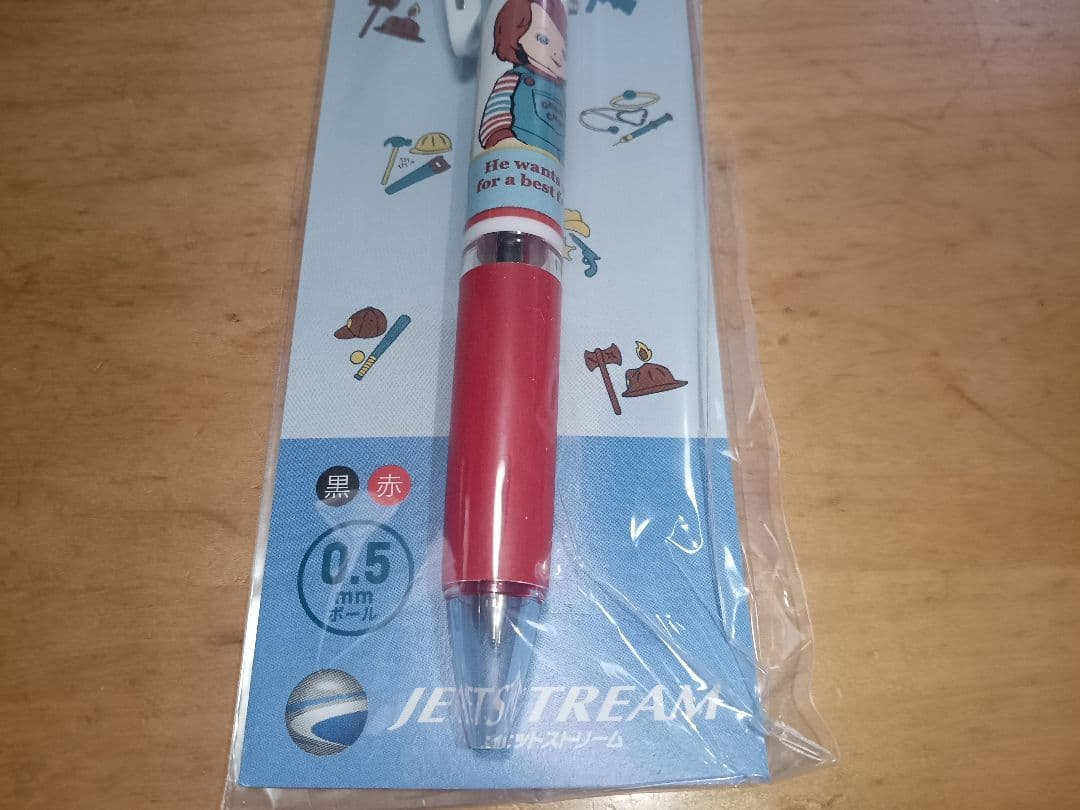 He wants
for a best
黒 赤
0.5
mm
ボール
JETSTREAM
ェットストリーム